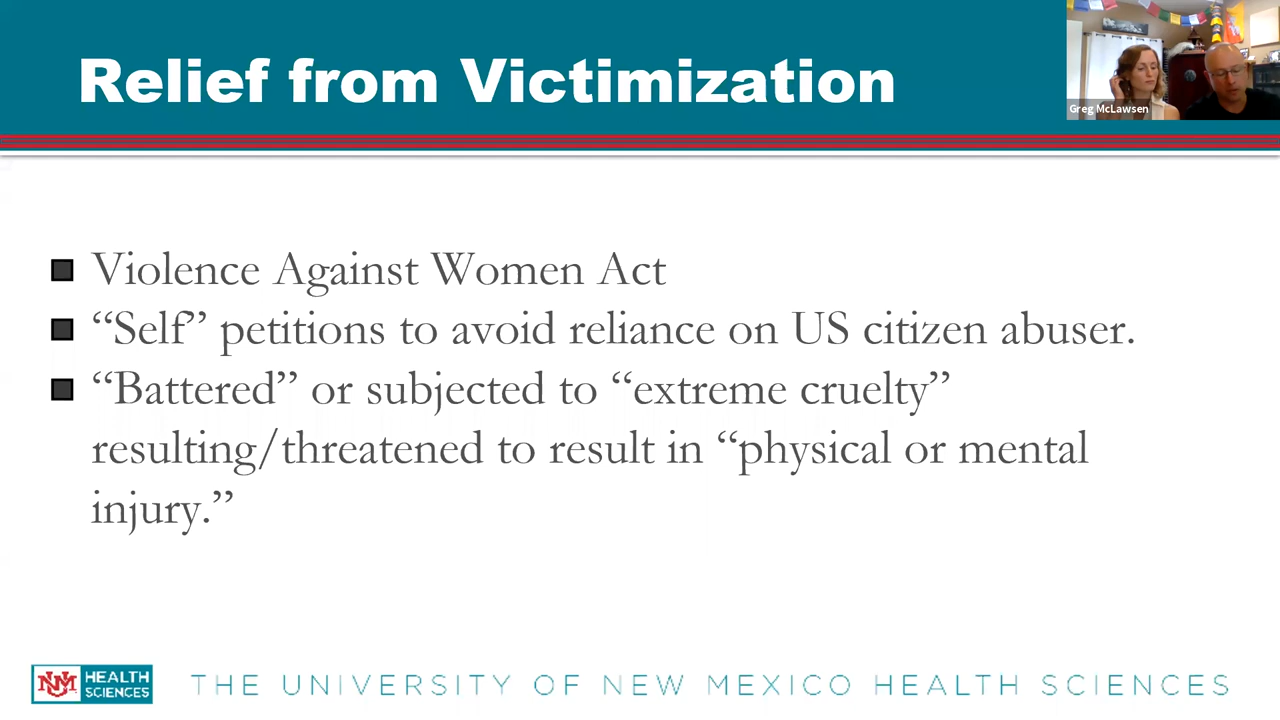 Relief from Victimization
Greg McLawsen
Violence Against Women Act
“Self” petitions to avoid reliance on US citizen abuser.
“Battered” or subjected to “extreme cruelty”
resulting/threatened to result in “physical or mental
injury.”
UNM HEALTH SCIENCES
THE UNIVERSITY OF NEW MEXICO HEALTH SCIENCES